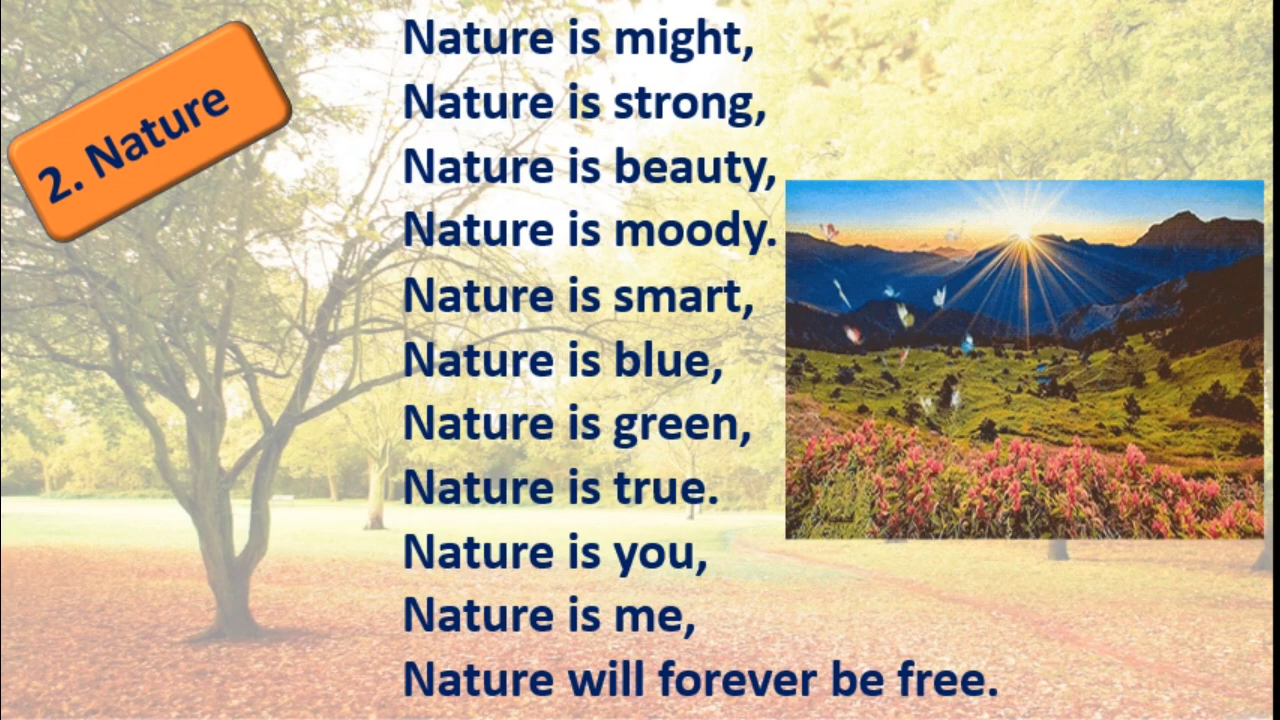 2. Nature
Nature is might,
Nature is strong,
Nature is beauty,
Nature is moody.
Nature is smart,
Nature is blue,
Nature is green,
Nature is true.
Nature is you,
Nature is me,
Nature will forever be free.